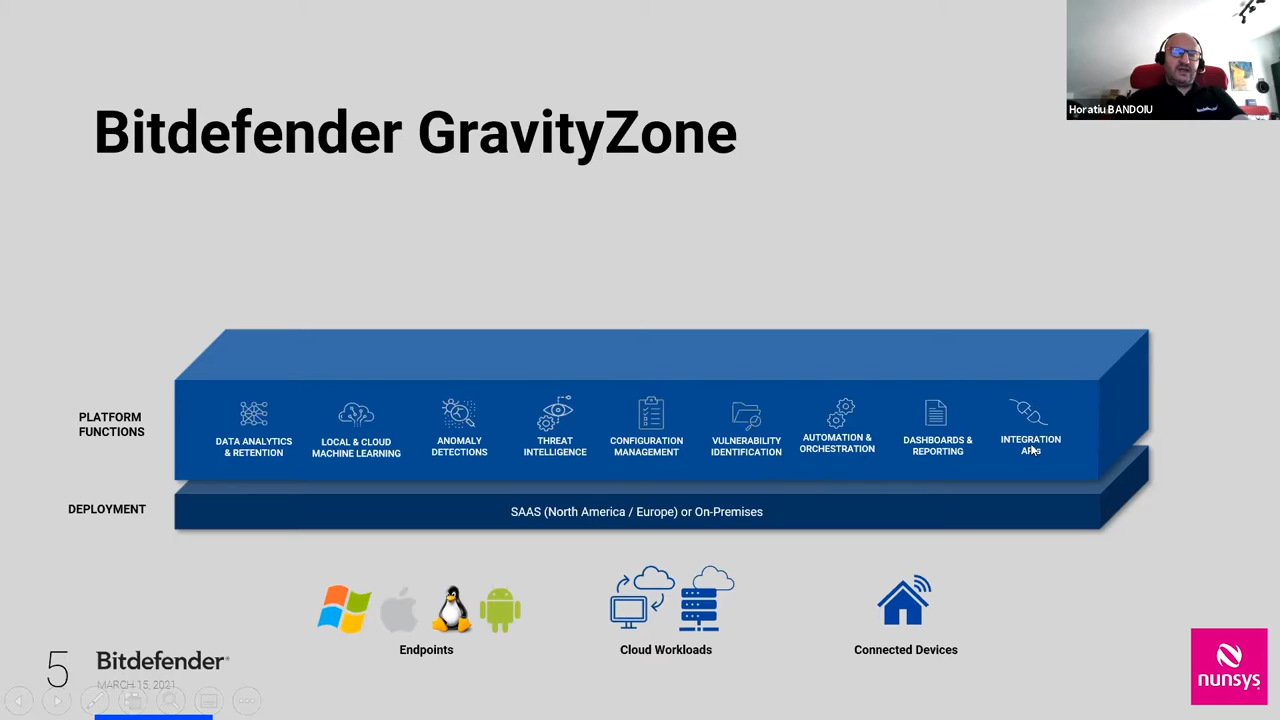 Horatiu BANDOIU
Bitdefender GravityZone
PLATFORM
FUNCTIONS
DATA ANALYTICS
& RETENTION
LOCAL & CLOUD
MACHINE LEARNING
ANOMALY
DETECTIONS
THREAT
INTELLIGENCE
CONFIGURATION
MANAGEMENT
VULNERABILITY
IDENTIFICATION
AUTOMATION &
ORCHESTRATION
DASHBOARDS &
REPORTING
INTEGRATION
APIs
DEPLOYMENT
SAAS (North America / Europe) or On-Premises
Endpoints
Cloud Workloads
Connected Devices
5
Bitdefender®
MARCH 15, 2021
nunsys